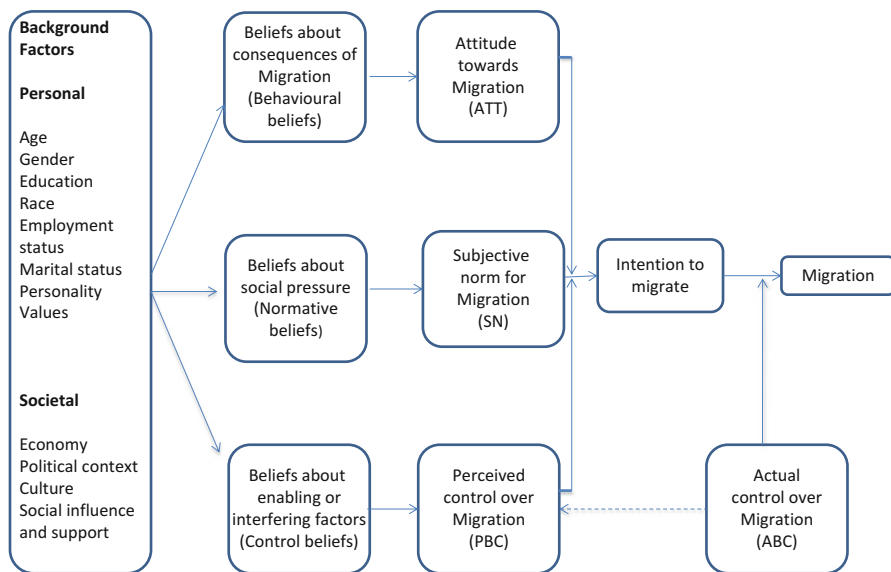 Background
Factors
Personal
Age
Gender
Education
Race
Employment
status
Marital status
Personality
Values
Societal
Economy
Political context
Culture
Social influence
and support
Beliefs about
consequences of
Migration
(Behavioural
beliefs)
Attitude
towards
Migration
(ATT)
Beliefs about
social pressure
(Normative
beliefs)
Subjective
norm for
Migration
(SN)
Intention to
migrate
Migration
Beliefs about
enabling or
interfering factors
(Control beliefs)
Perceived
control over
Migration
(PBC)
Actual
control over
Migration
(ABC)